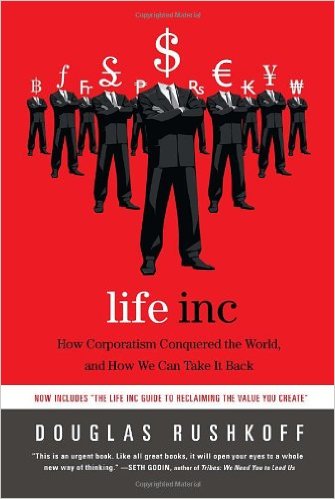 $
฿ ƒ ₣ £ $ P ₨ € K ¥ ₩
life inc
How Corporatism Conquered the World,
and How We Can Take It Back
NOW INCLUDES "THE LIFE INC GUIDE TO RECLAIMING THE VALUE YOU CREATE"
DOUGLAS RUSHKOFF
"This is an urgent book. Like all great books, it will open your eyes to a whole
new way of thinking." —SETH GODIN, author of Tribes: We Need You to Lead Us